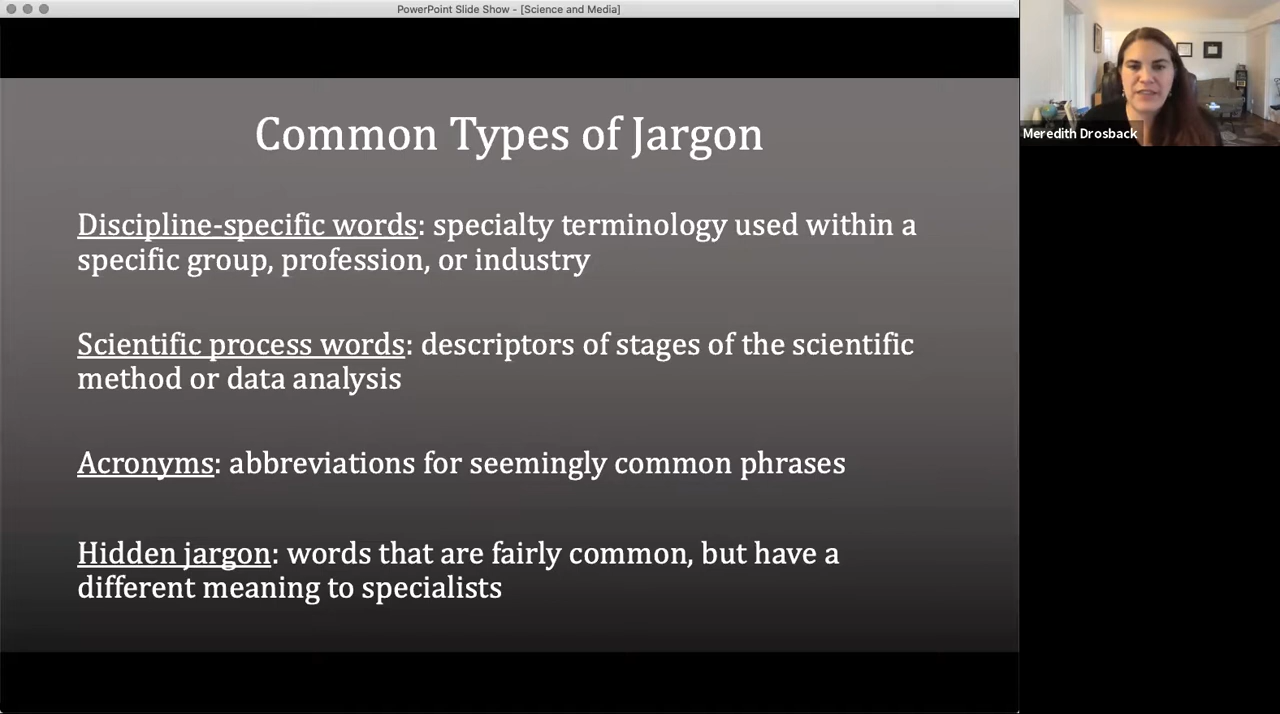 PowerPoint Slide Show - [Science and Media]
Common Types of Jargon
Discipline-specific words: specialty terminology used within a
specific group, profession, or industry
Scientific process words: descriptors of stages of the scientific
method or data analysis
Acronyms: abbreviations for seemingly common phrases
Hidden jargon: words that are fairly common, but have a
different meaning to specialists
Meredith Drosback